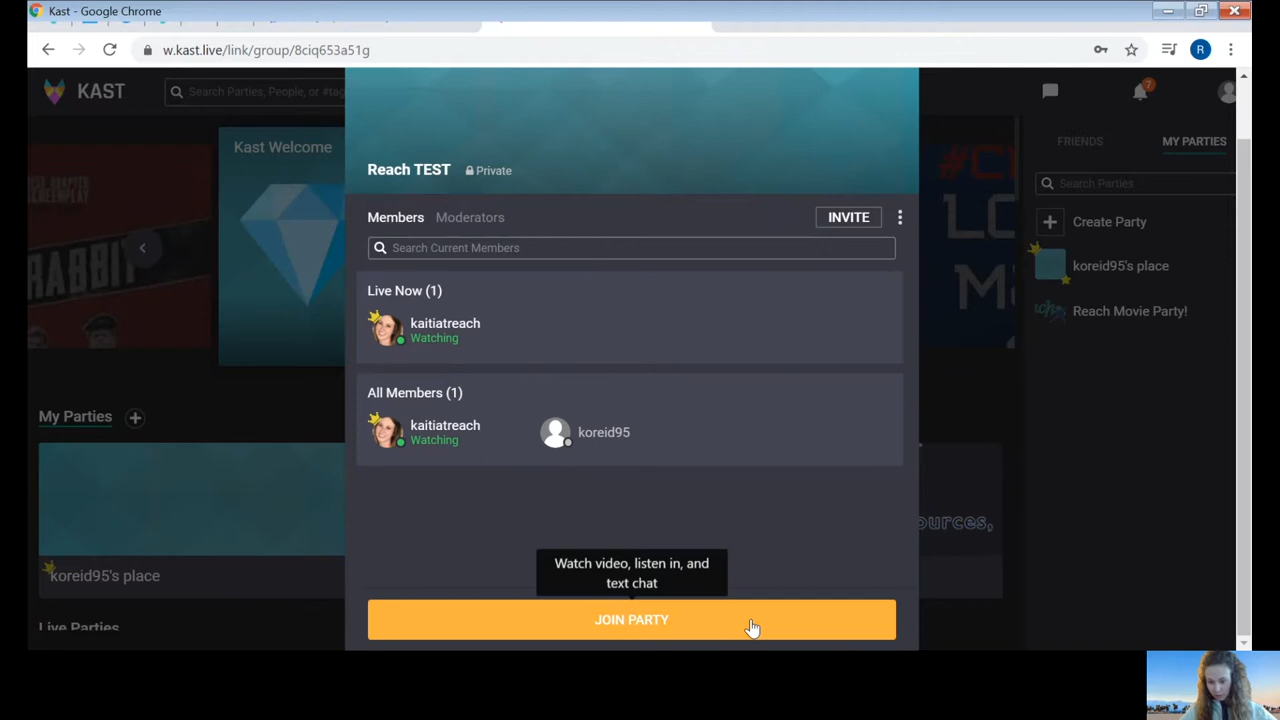 Kast - Google Chrome
w.kast.live/link/group/8ciq653a51g
R
KAST
Search Parties, People, or #tag
7
Kast Welcome
RABBIT
Reach TEST
Private
Members
Moderators
INVITE
Search Current Members
Live Now (1)
kaitiatreach
Watching
All Members (1)
kaitiatreach
Watching
koreid95
Watch video, listen in, and
text chat
JOIN PARTY
My Parties
koreid95's place
Live Parties
FRIENDS
MY PARTIES
Search Parties
Create Party
koreid95's place
Reach Movie Party!